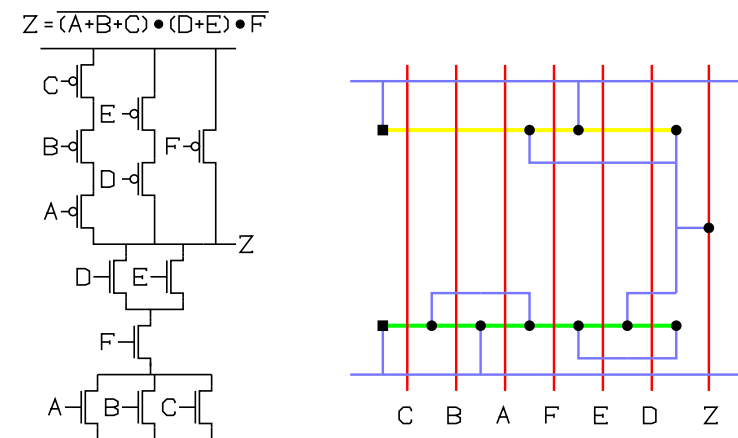 Z = (A+B+C) • (D+E) • F
C
E
B
F
D
A
Z
D
E
F
A
B
C
C B A F E D Z